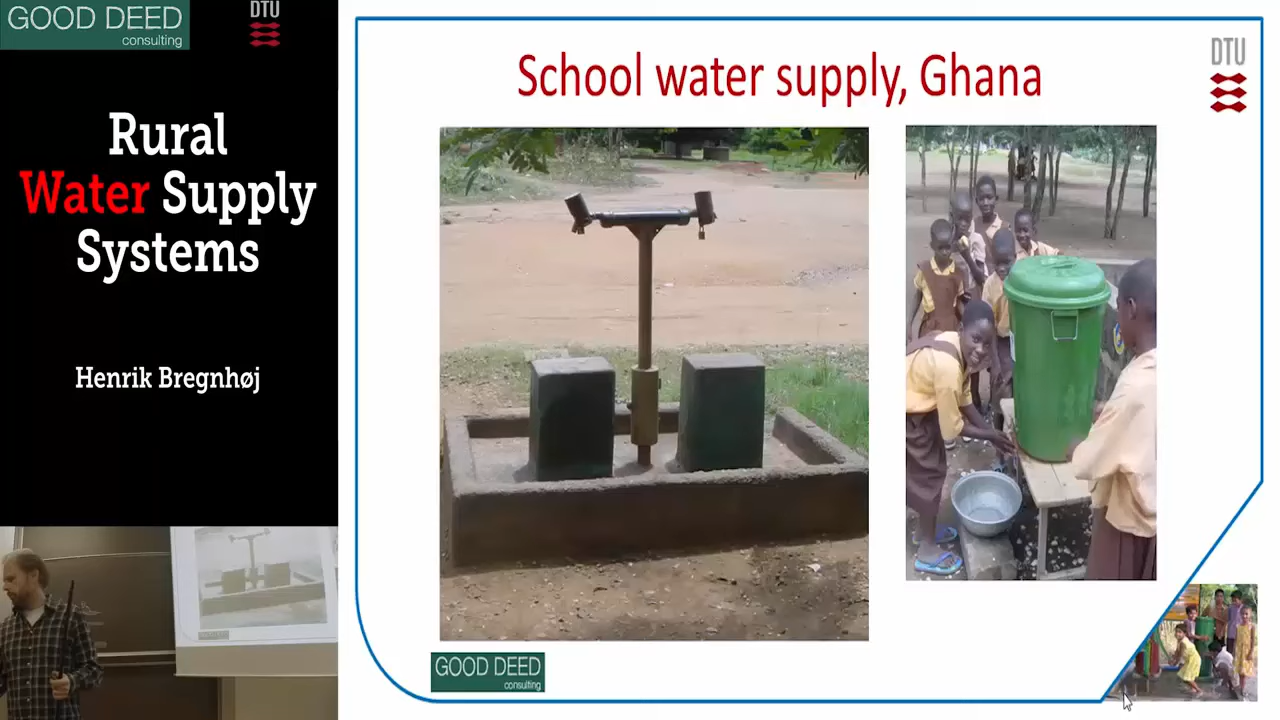 GOOD DEED
consulting
DTU
Rural
Water Supply
Systems
Henrik Bregnhøj
School water supply, Ghana
DTU
GOOD DEED
consulting